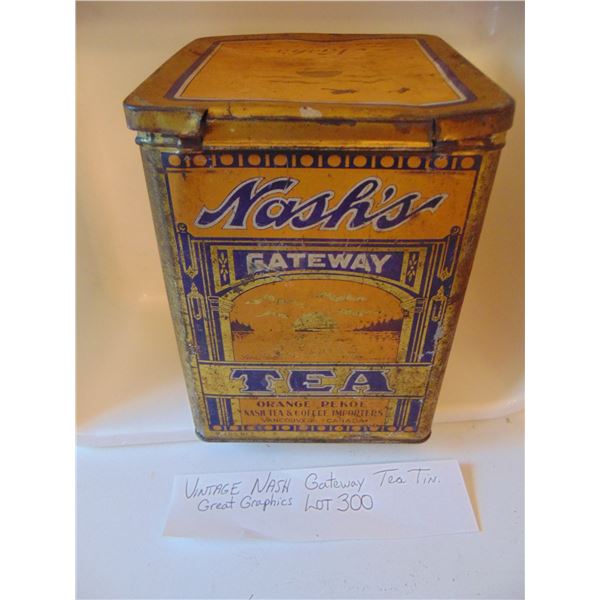 Nash's
GATEWAY
TEA
ORANGE PEKOE
NASH TEA & COFFEE IMPORTERS
VANCOUVER CANADA
VINTAGE NASH Gateway Tea Tin.
Great Graphics LOT 300